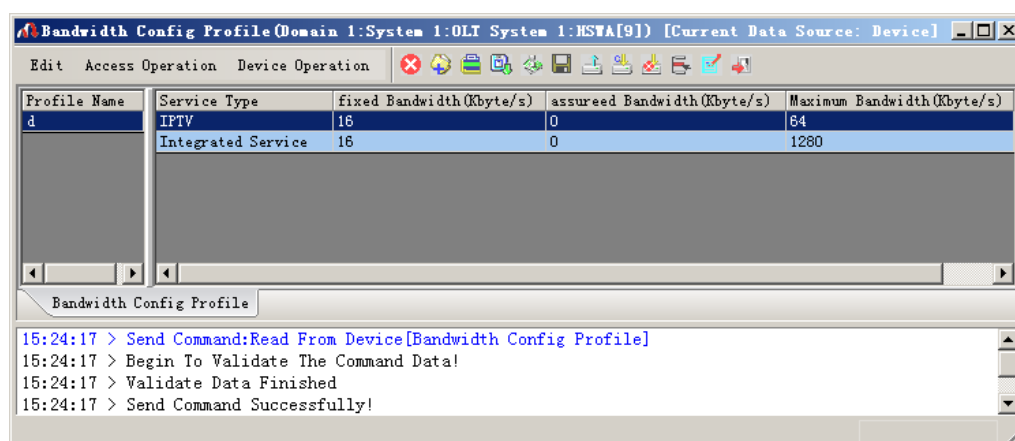 Bandwidth Config Profile(Domain 1:System 1:OLT System 1:HSWA[9]) [Current Data Source: Device]
Edit Access Operation Device Operation
Profile Name Service Type fixed Bandwidth(Kbyte/s) assureed Bandwidth(Kbyte/s) Maximum Bandwidth(Kbyte/s)
d IPTV 16 0 64
Integrated Service 16 0 1280
Bandwidth Config Profile
15:24:17 > Send Command:Read From Device[Bandwidth Config Profile]
15:24:17 > Begin To Validate The Command Data!
15:24:17 > Validate Data Finished
15:24:17 > Send Command Successfully!